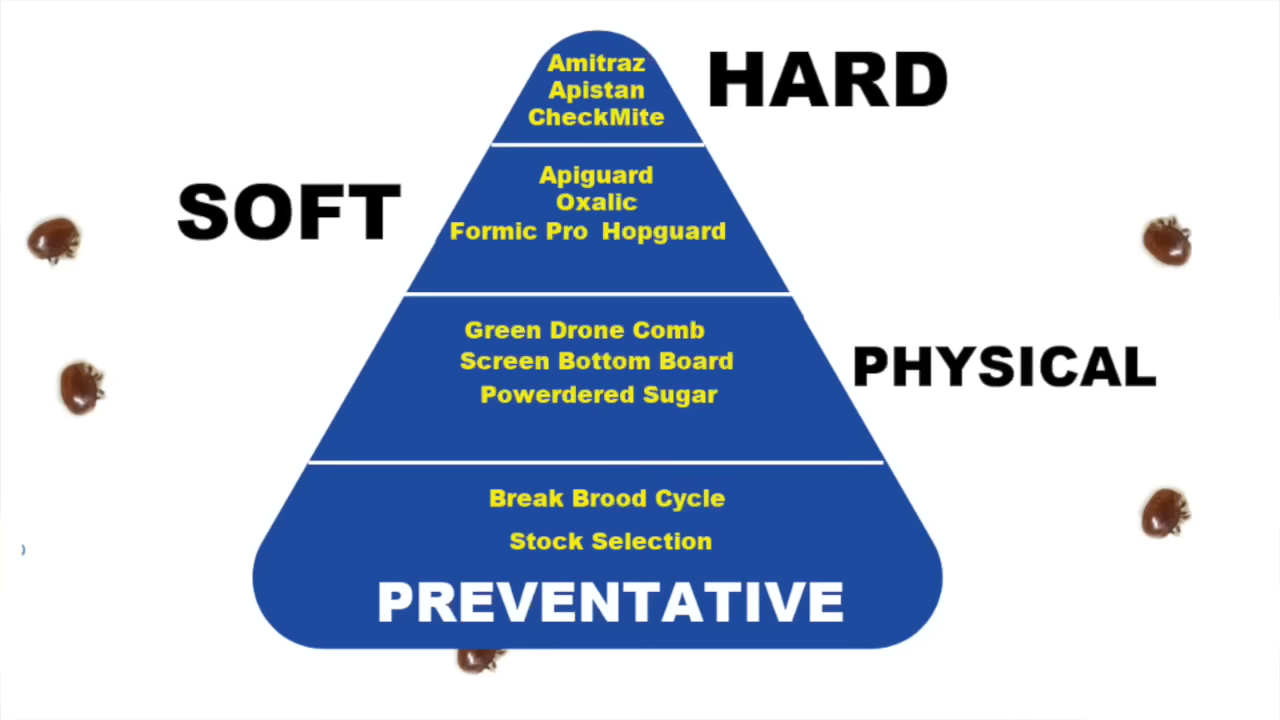 Amitraz
Apistan
CheckMite
HARD
SOFT
Apiguard
Oxalic
Formic Pro Hopguard
Green Drone Comb
Screen Bottom Board
Powerdered Sugar
PHYSICAL
Break Brood Cycle
Stock Selection
PREVENTATIVE